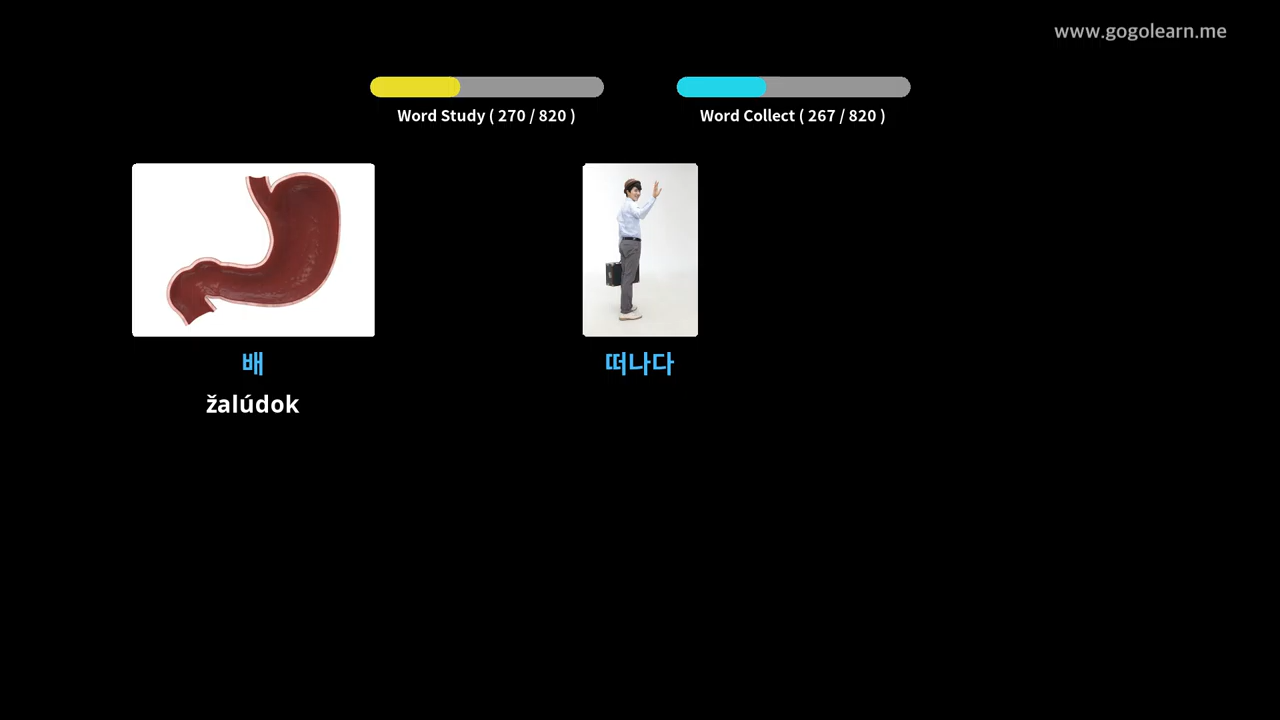 www.gogolearn.me
Word Study ( 270 / 820 )
Word Collect ( 267 / 820 )
배
떠나다
žalúdok